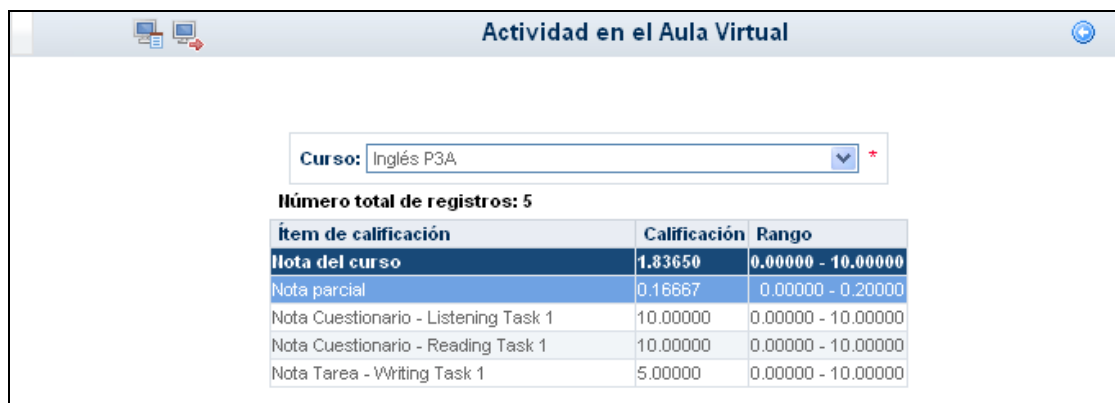 Actividad en el Aula Virtual
Curso: Inglés P3A *
Número total de registros: 5
Ítem de calificación Calificación Rango
Nota del curso 1.83650 0.00000 - 10.00000
Nota parcial 0.16667 0.00000 - 0.20000
Nota Cuestionario - Listening Task 1 10.00000 0.00000 - 10.00000
Nota Cuestionario - Reading Task 1 10.00000 0.00000 - 10.00000
Nota Tarea - Writing Task 1 5.00000 0.00000 - 10.00000